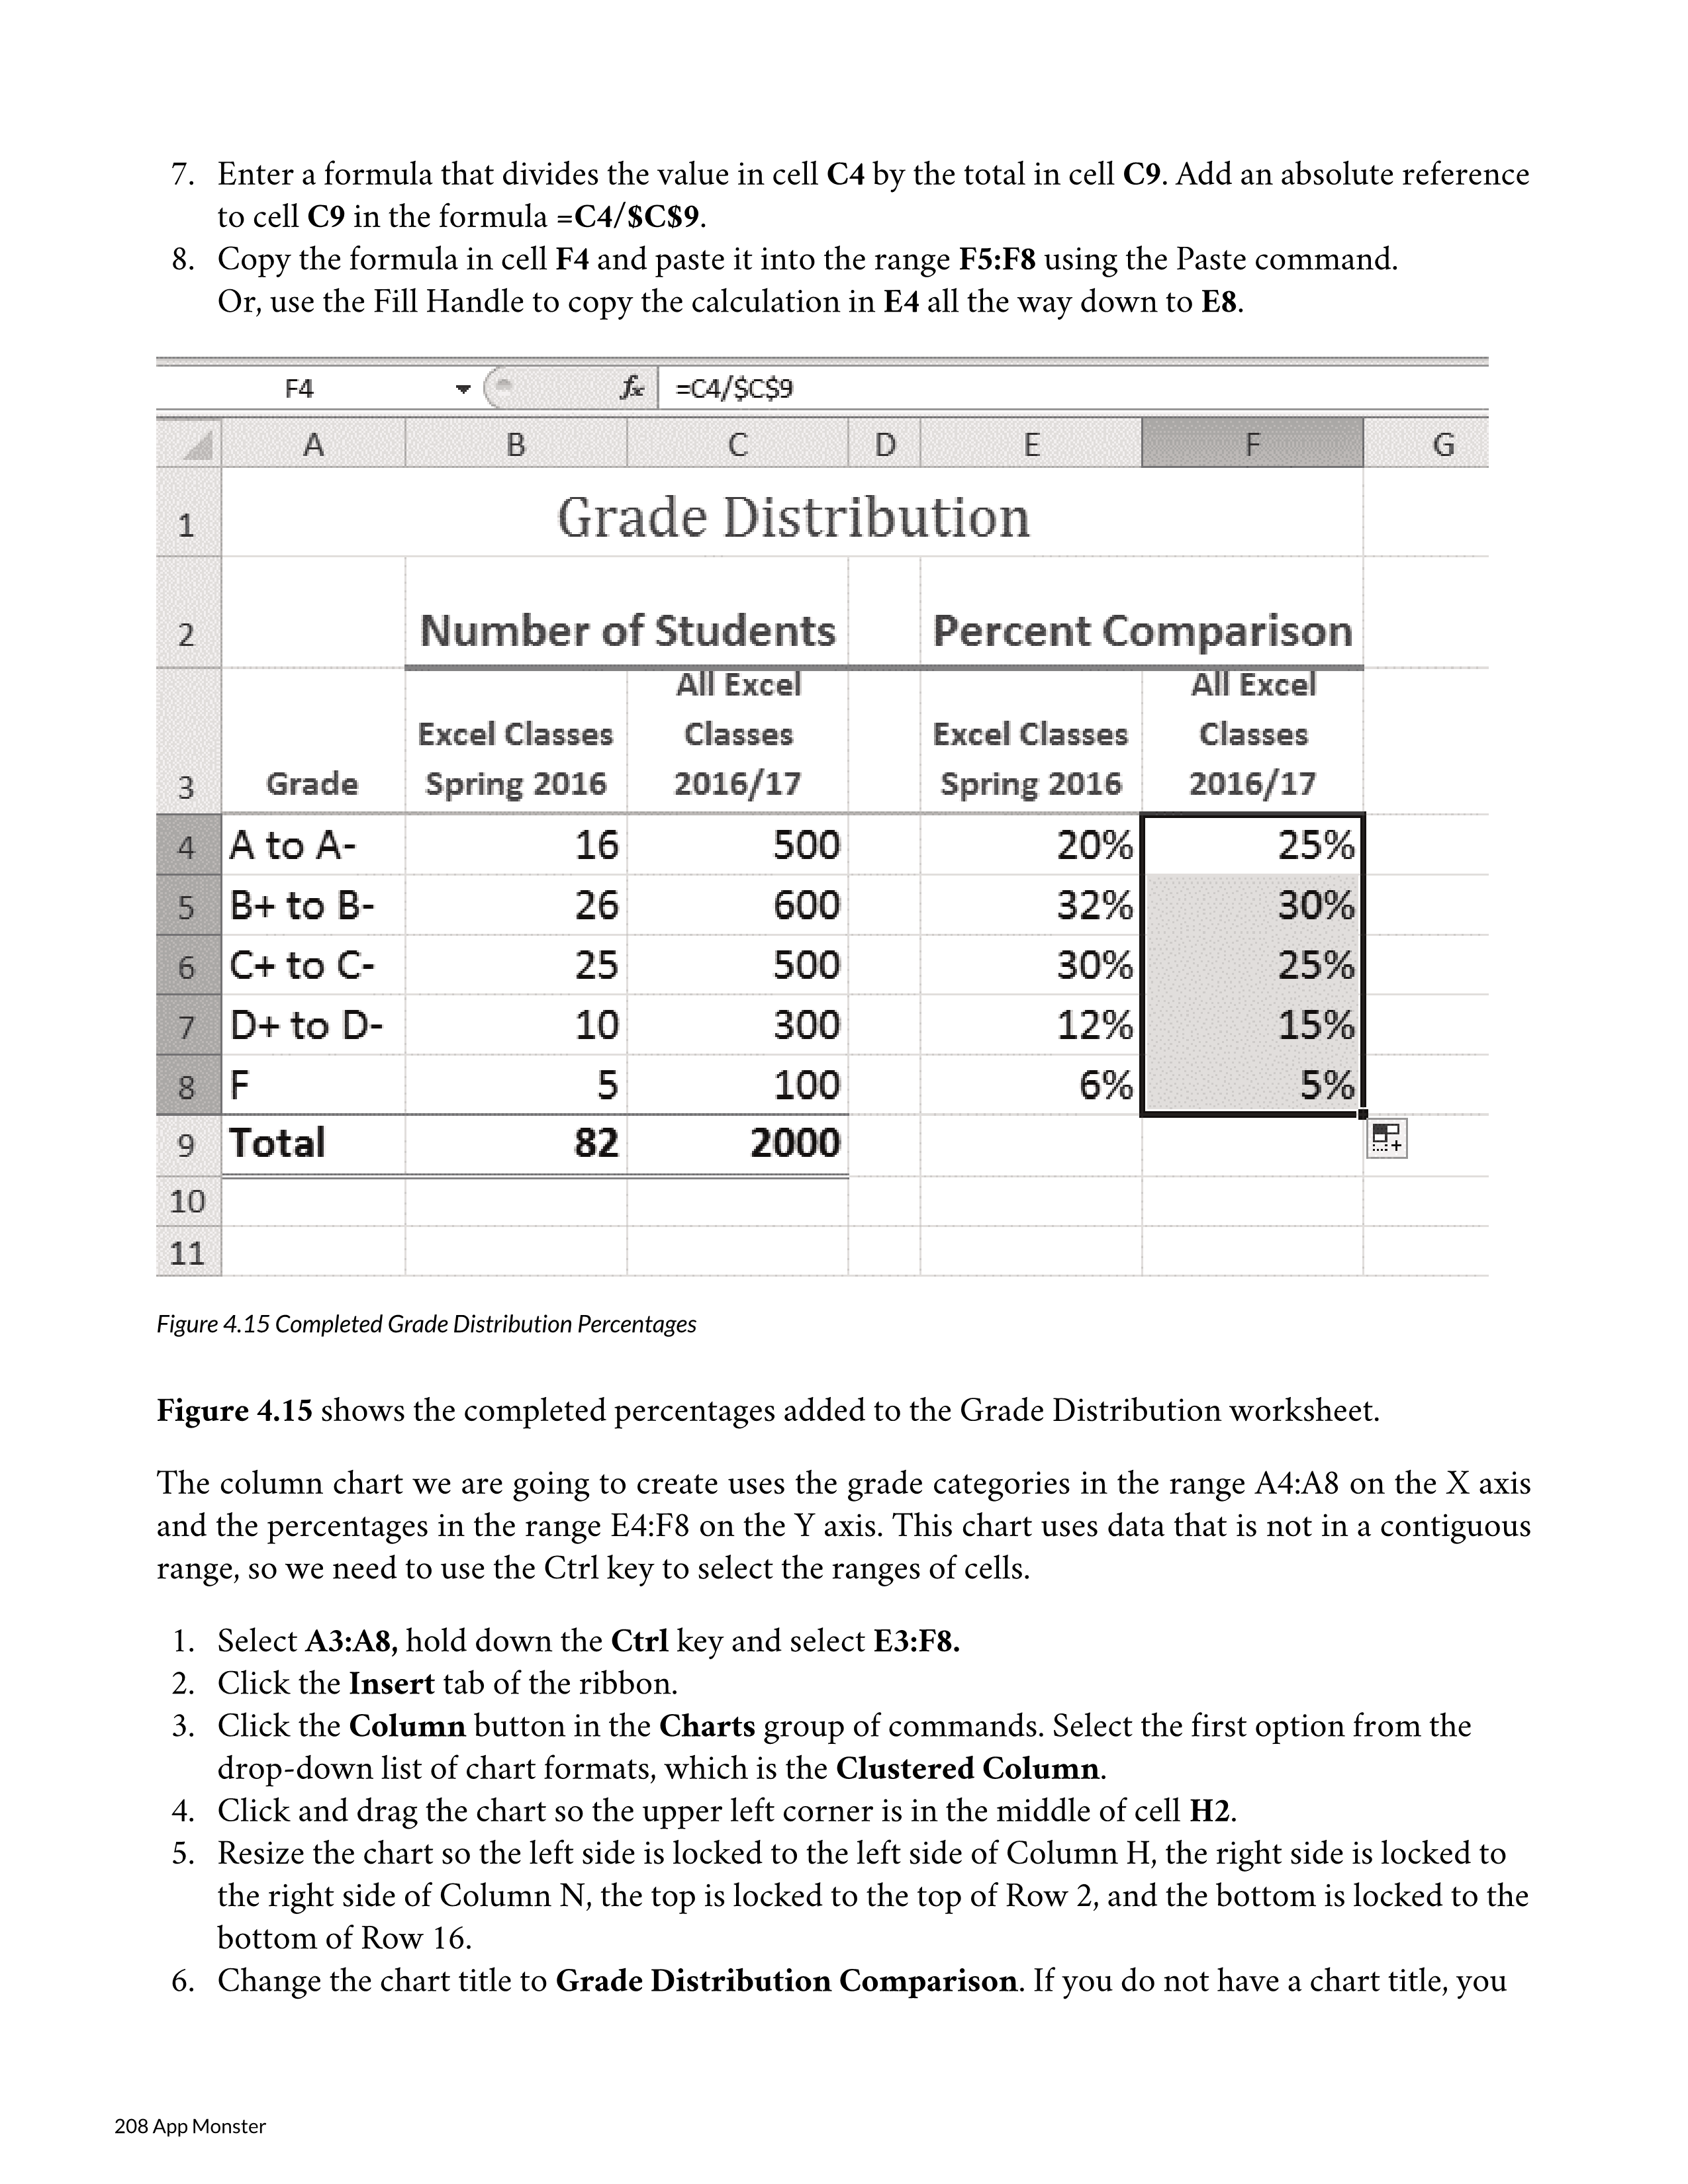 7. Enter a formula that divides the value in cell C4 by the total in cell C9. Add an absolute reference
to cell C9 in the formula =C4/$C$9.
8. Copy the formula in cell F4 and paste it into the range F5:F8 using the Paste command.
Or, use the Fill Handle to copy the calculation in E4 all the way down to E8.
F4 fx =C4/$C$9
A B C D E F G
1 Grade Distribution
2 Number of Students Percent Comparison
All Excel All Excel
Excel Classes Classes Excel Classes Classes
3 Grade Spring 2016 2016/17 Spring 2016 2016/17
4 A to A- 16 500 20% 25%
5 B+ to B- 26 600 32% 30%
6 C+ to C- 25 500 30% 25%
7 D+ to D- 10 300 12% 15%
8 F 5 100 6% 5%
9 Total 82 2000
10
11
Figure 4.15 Completed Grade Distribution Percentages
Figure 4.15 shows the completed percentages added to the Grade Distribution worksheet.
The column chart we are going to create uses the grade categories in the range A4:A8 on the X axis
and the percentages in the range E4:F8 on the Y axis. This chart uses data that is not in a contiguous
range, so we need to use the Ctrl key to select the ranges of cells.
1. Select A3:A8, hold down the Ctrl key and select E3:F8.
2. Click the Insert tab of the ribbon.
3. Click the Column button in the Charts group of commands. Select the first option from the
drop-down list of chart formats, which is the Clustered Column.
4. Click and drag the chart so the upper left corner is in the middle of cell H2.
5. Resize the chart so the left side is locked to the left side of Column H, the right side is locked to
the right side of Column N, the top is locked to the top of Row 2, and the bottom is locked to the
bottom of Row 16.
6. Change the chart title to Grade Distribution Comparison. If you do not have a chart title, you
208 App Monster